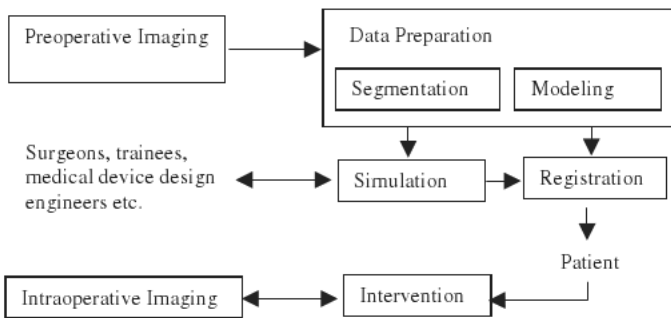 Preoperative Imaging
Data Preparation
Segmentation
Modeling
Surgeons, trainees,
medical device design
engineers etc.
Simulation
Registration
Patient
Intraoperative Imaging
Intervention